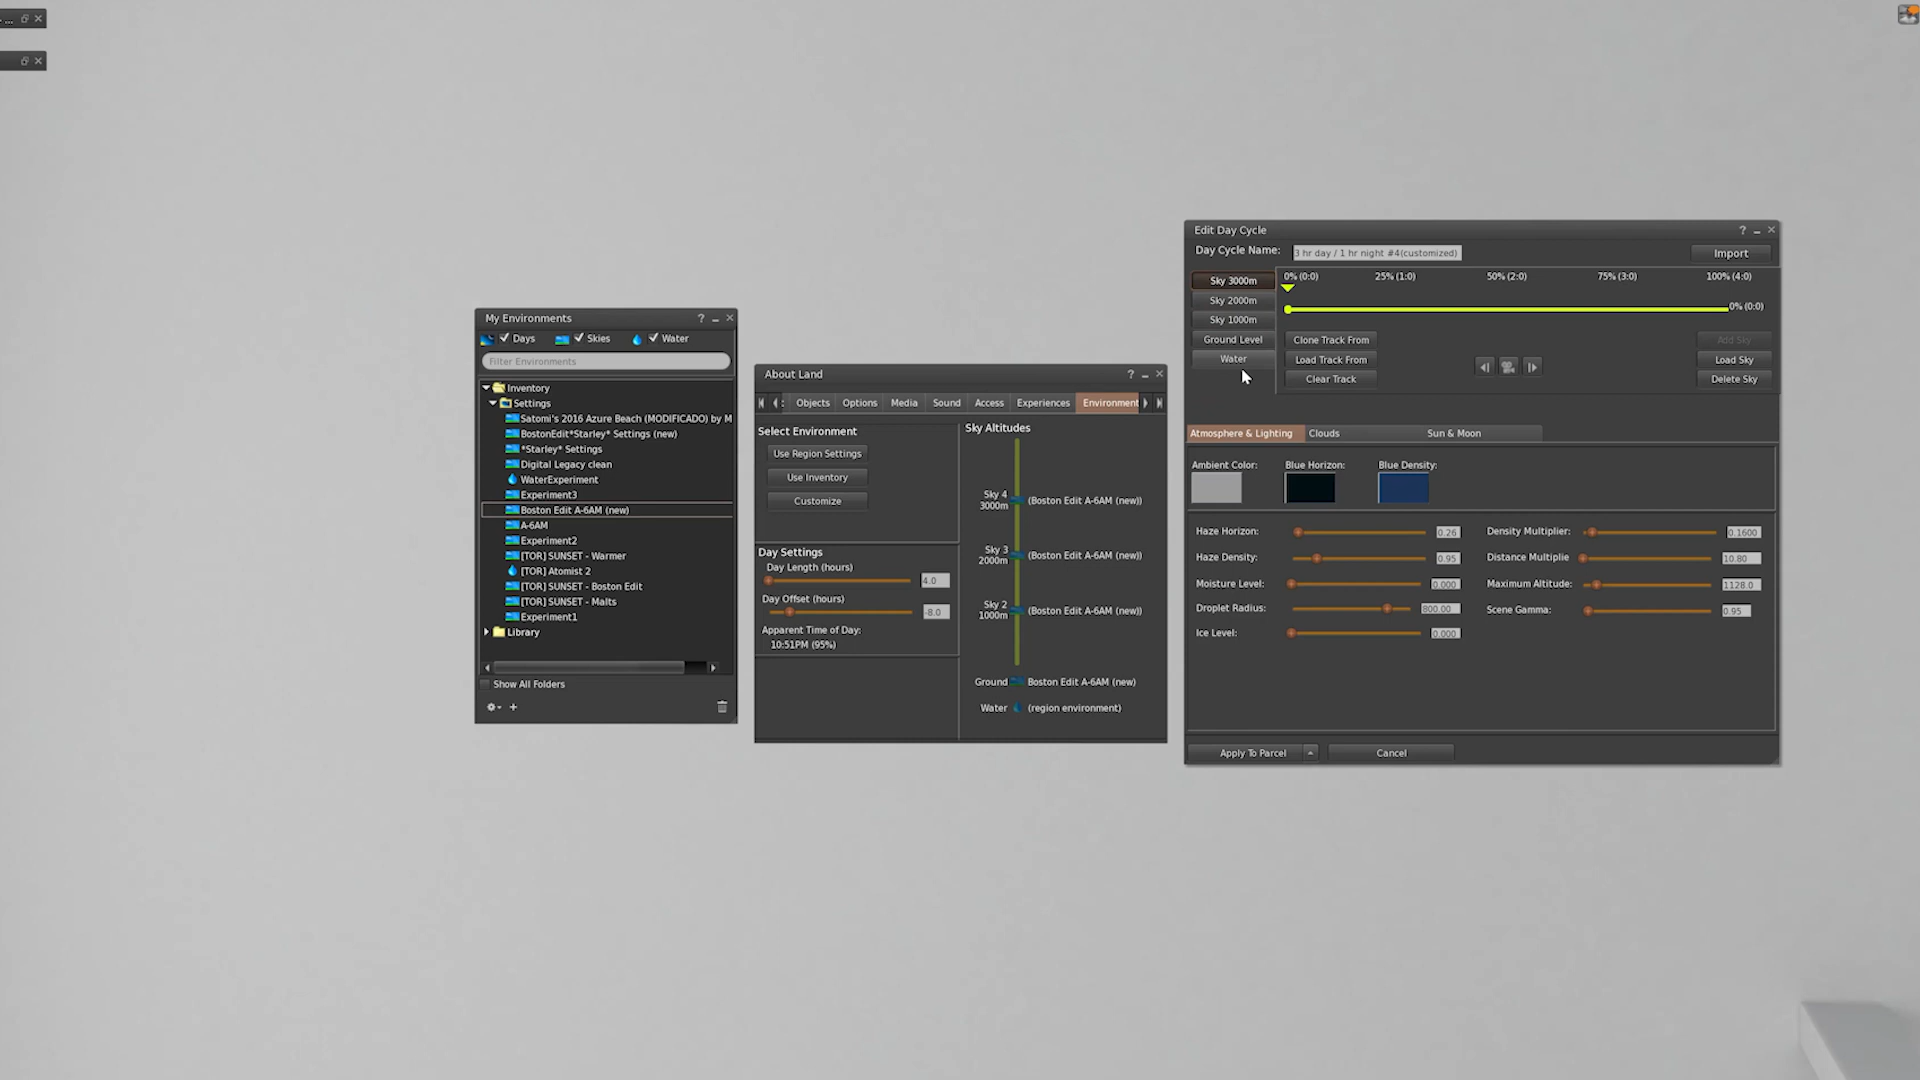 My Environments
Days Skies Water
Filter Environments
Inventory
Settings
Satomi's 2016 Azure Beach (MODIFICADO) by M
BostonEdit*Starley* Settings (new)
*Starley* Settings
Digital Legacy clean
WaterExperiment
Experiment3
Boston Edit A-6AM (new)
A-6AM
Experiment2
[TOR] SUNSET - Warmer
[TOR] Atomist 2
[TOR] SUNSET - Boston Edit
[TOR] SUNSET - Malts
Experiment1
Library
Show All Folders
About Land
Objects Options Media Sound Access Experiences Environment
Select Environment
Use Region Settings
Use Inventory
Customize
Day Settings
Day Length (hours)
4.0
Day Offset (hours)
-8.0
Apparent Time of Day:
10:51PM (95%)
Sky Altitudes
Sky 4
3000m (Boston Edit A-6AM (new))
Sky 3
2000m (Boston Edit A-6AM (new))
Sky 2
1000m (Boston Edit A-6AM (new))
Ground Boston Edit A-6AM (new)
Water (region environment)
Edit Day Cycle
Day Cycle Name: 3 hr day / 1 hr night #4(customized) Import
Sky 3000m
Sky 2000m
Sky 1000m
Ground Level
Water
0% (0:0) 25% (1:0) 50% (2:0) 75% (3:0) 100% (4:0)
0% (0:0)
Clone Track From
Load Track From
Clear Track
Add Sky
Load Sky
Delete Sky
Atmosphere & Lighting Clouds Sun & Moon
Ambient Color: Blue Horizon: Blue Density:
Haze Horizon: 0.26
Haze Density: 0.95
Moisture Level: 0.000
Droplet Radius: 800.00
Ice Level: 0.000
Density Multiplier: 0.1600
Distance Multiplie 10.80
Maximum Altitude: 1128.0
Scene Gamma: 0.95
Apply To Parcel Cancel